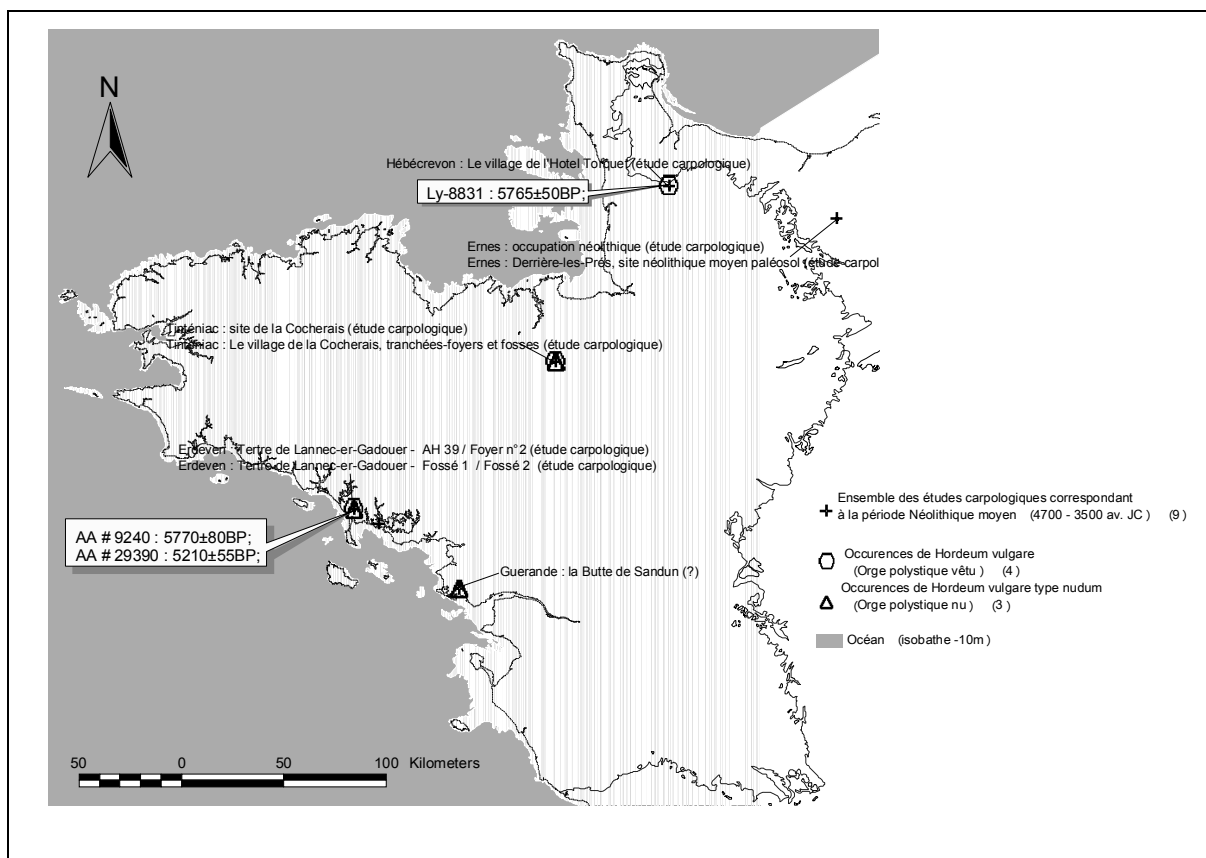 N
Hébécrevon : Le village de l'Hotel Torquet (étude carpologique)
Ly-8831 : 5765±50BP;
Ernes : occupation néolithique (étude carpologique)
Ernes : Derrière-les-Prés, site néolithique moyen paléosol (étude carpol
Tinténiac : site de la Cocherais (étude carpologique)
Tinténiac : Le village de la Cocherais, tranchées-foyers et fosses (étude carpologique)
Erdeven : Tertre de Lannec-er-Gadouer - AH 39 / Foyer n°2 (étude carpologique)
Erdeven : Tertre de Lannec-er-Gadouer - Fossé 1 / Fossé 2 (étude carpologique)
AA # 9240 : 5770±80BP;
AA # 29390 : 5210±55BP;
Guerande : la Butte de Sandun (?)
Ensemble des études carpologiques correspondant
à la période Néolithique moyen (4700 - 3500 av. JC) (9)
Occurences de Hordeum vulgare
(Orge polystique vêtu ) (4)
Occurences de Hordeum vulgare type nudum
(Orge polystique nu ) (3)
Océan (isobathe -10m)
50 0 50 100 Kilometers